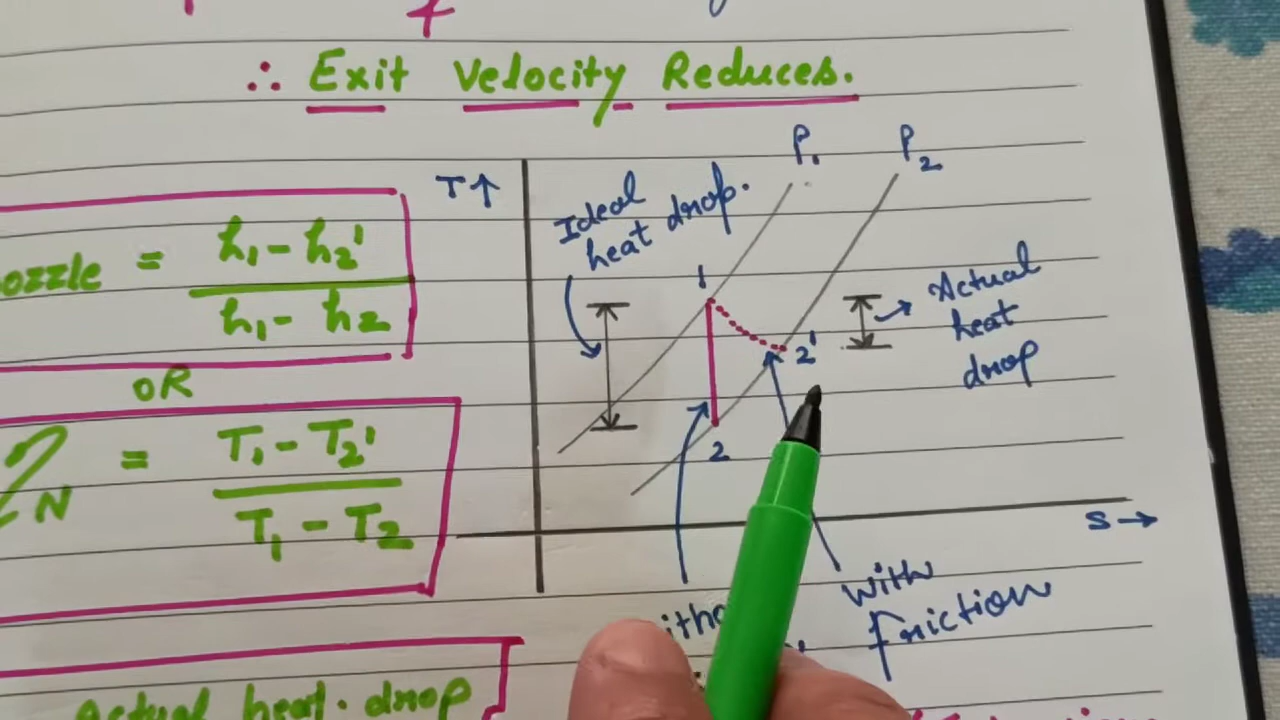 ∴ Exit Velocity Reduces.
P₁
P₂
T↑
Ideal
heat drop.
1
2'
2
Actual
heat
drop
S→
With
friction
ozzle = h₁ - h₂' / h₁ - h₂
OR
η_N = T₁ - T₂' / T₁ - T₂
Actual heat. drop